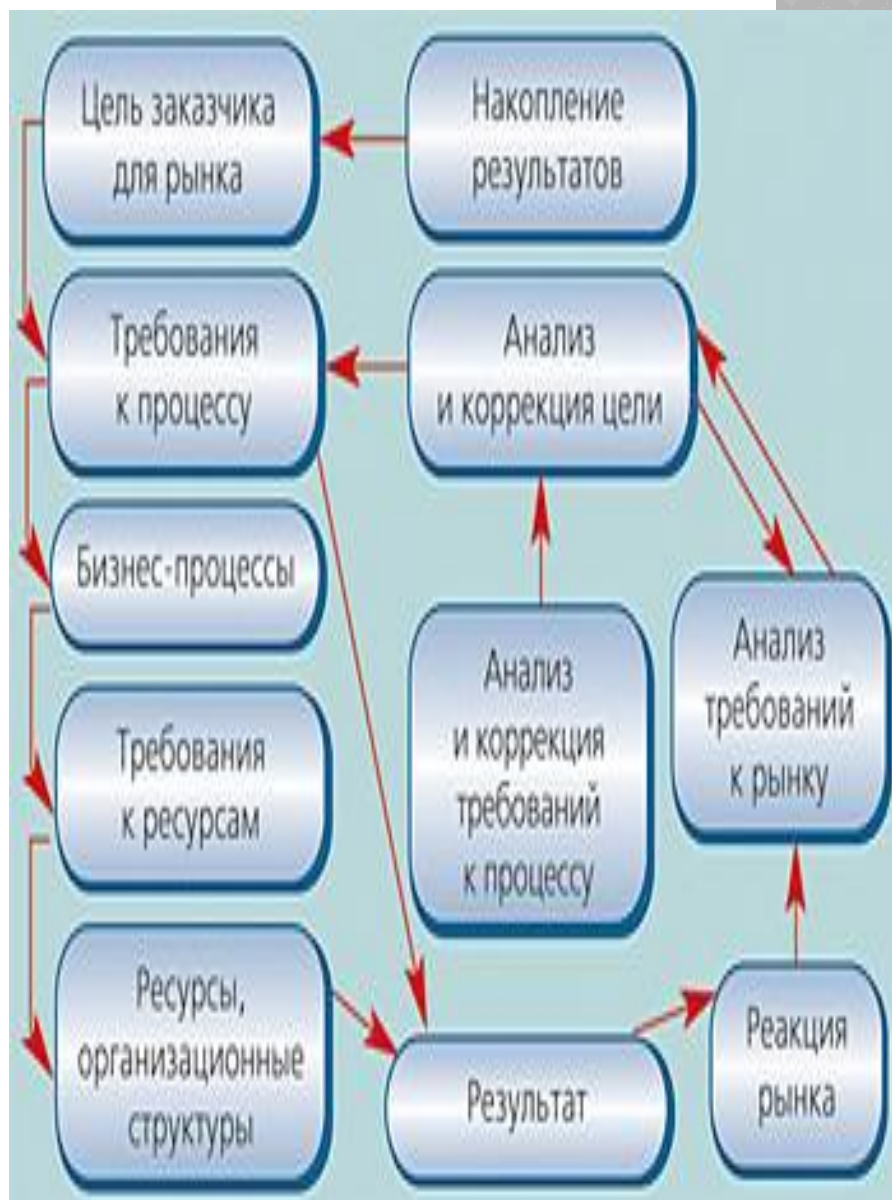 Цель заказчика
для рынка
Накопление
результатов
Требования
к процессу
Анализ
и коррекция цели
Бизнес-процессы
Анализ
и коррекция
требований
к процессу
Анализ
требований
к рынку
Требования
к ресурсам
Ресурсы,
организационные
структуры
Результат
Реакция
рынка